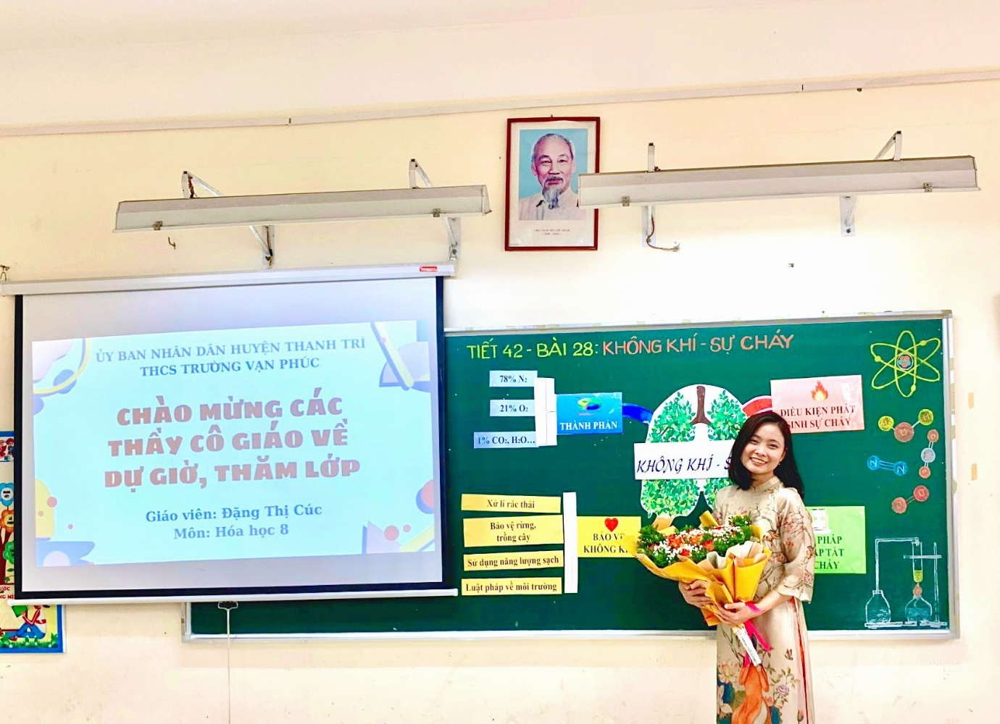 ỦY BAN NHÂN DÂN HUYỆN THANH TRÌ
THCS TRƯỜNG VẠN PHÚC
CHÀO MỪNG CÁC
THẦY CÔ GIÁO VỀ
DỰ GIỜ, THĂM LỚP
Giáo viên: Đặng Thị Cúc
Môn: Hóa học 8
TIẾT 42 - BÀI 28: KHÔNG KHÍ - SỰ CHÁY
78% N₂
21% O₂
1% CO₂, H₂O...
THÀNH PHẦN
KHÔNG KHÍ - S
ĐIỀU KIỆN PHÁT
SINH SỰ CHÁY
Xử lí rác thải
Bảo vệ rừng,
trồng cây
Sử dụng năng lượng sạch
Luật pháp về môi trường
BẢO VỆ
KHÔNG K
PHÁP
ẬP TẮT
CHÁY
N N